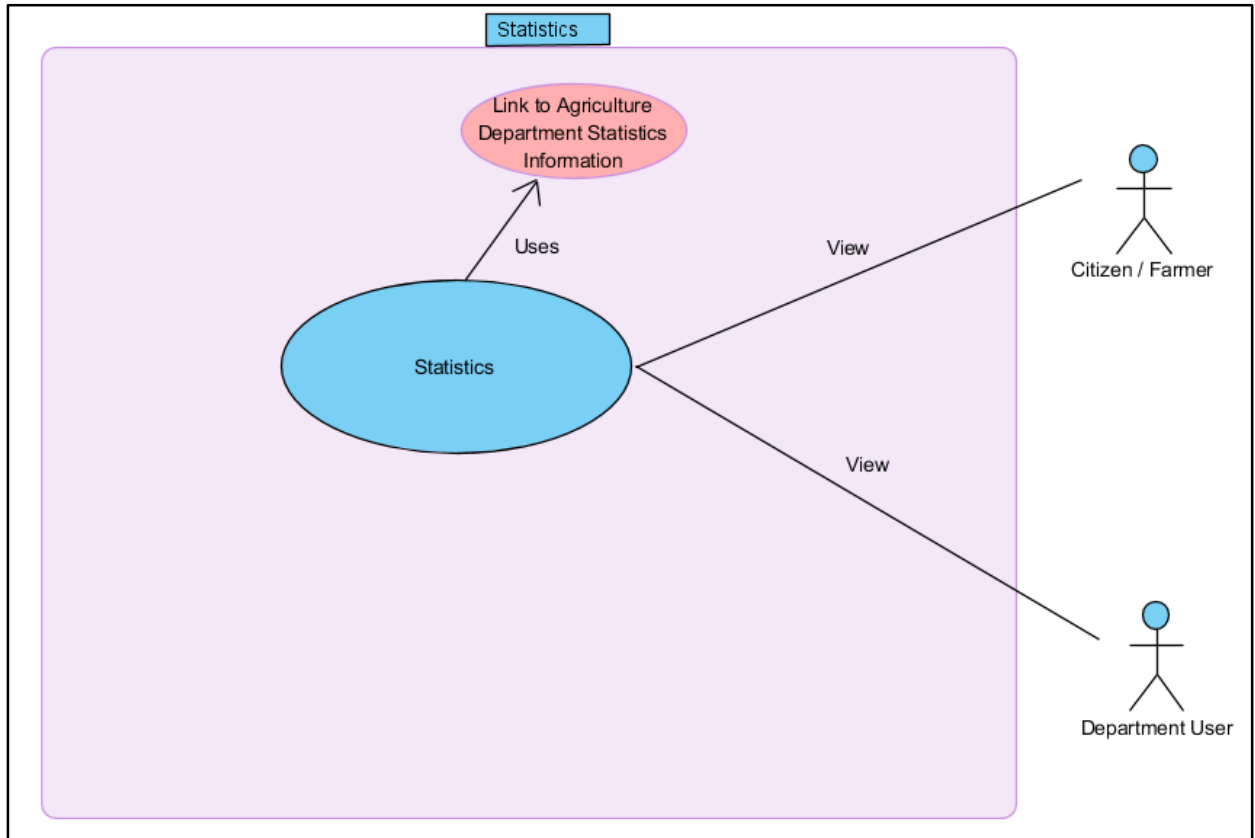 Statistics
Link to Agriculture
Department Statistics
Information
Uses
View
Citizen / Farmer
Statistics
View
Department User